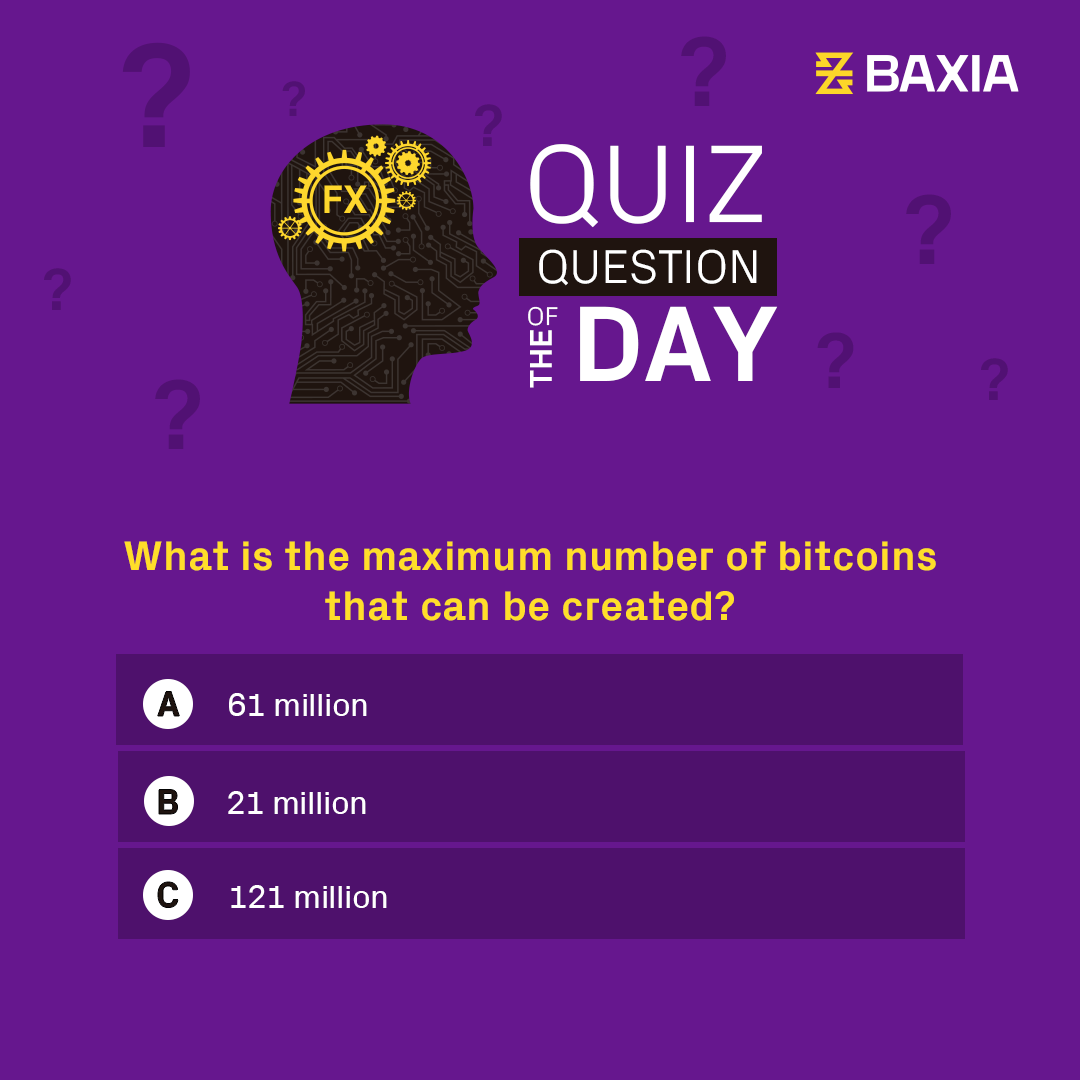 BAXIA
FX
QUIZ
QUESTION
OF THE DAY
What is the maximum number of bitcoins
that can be created?
A 61 million
B 21 million
C 121 million